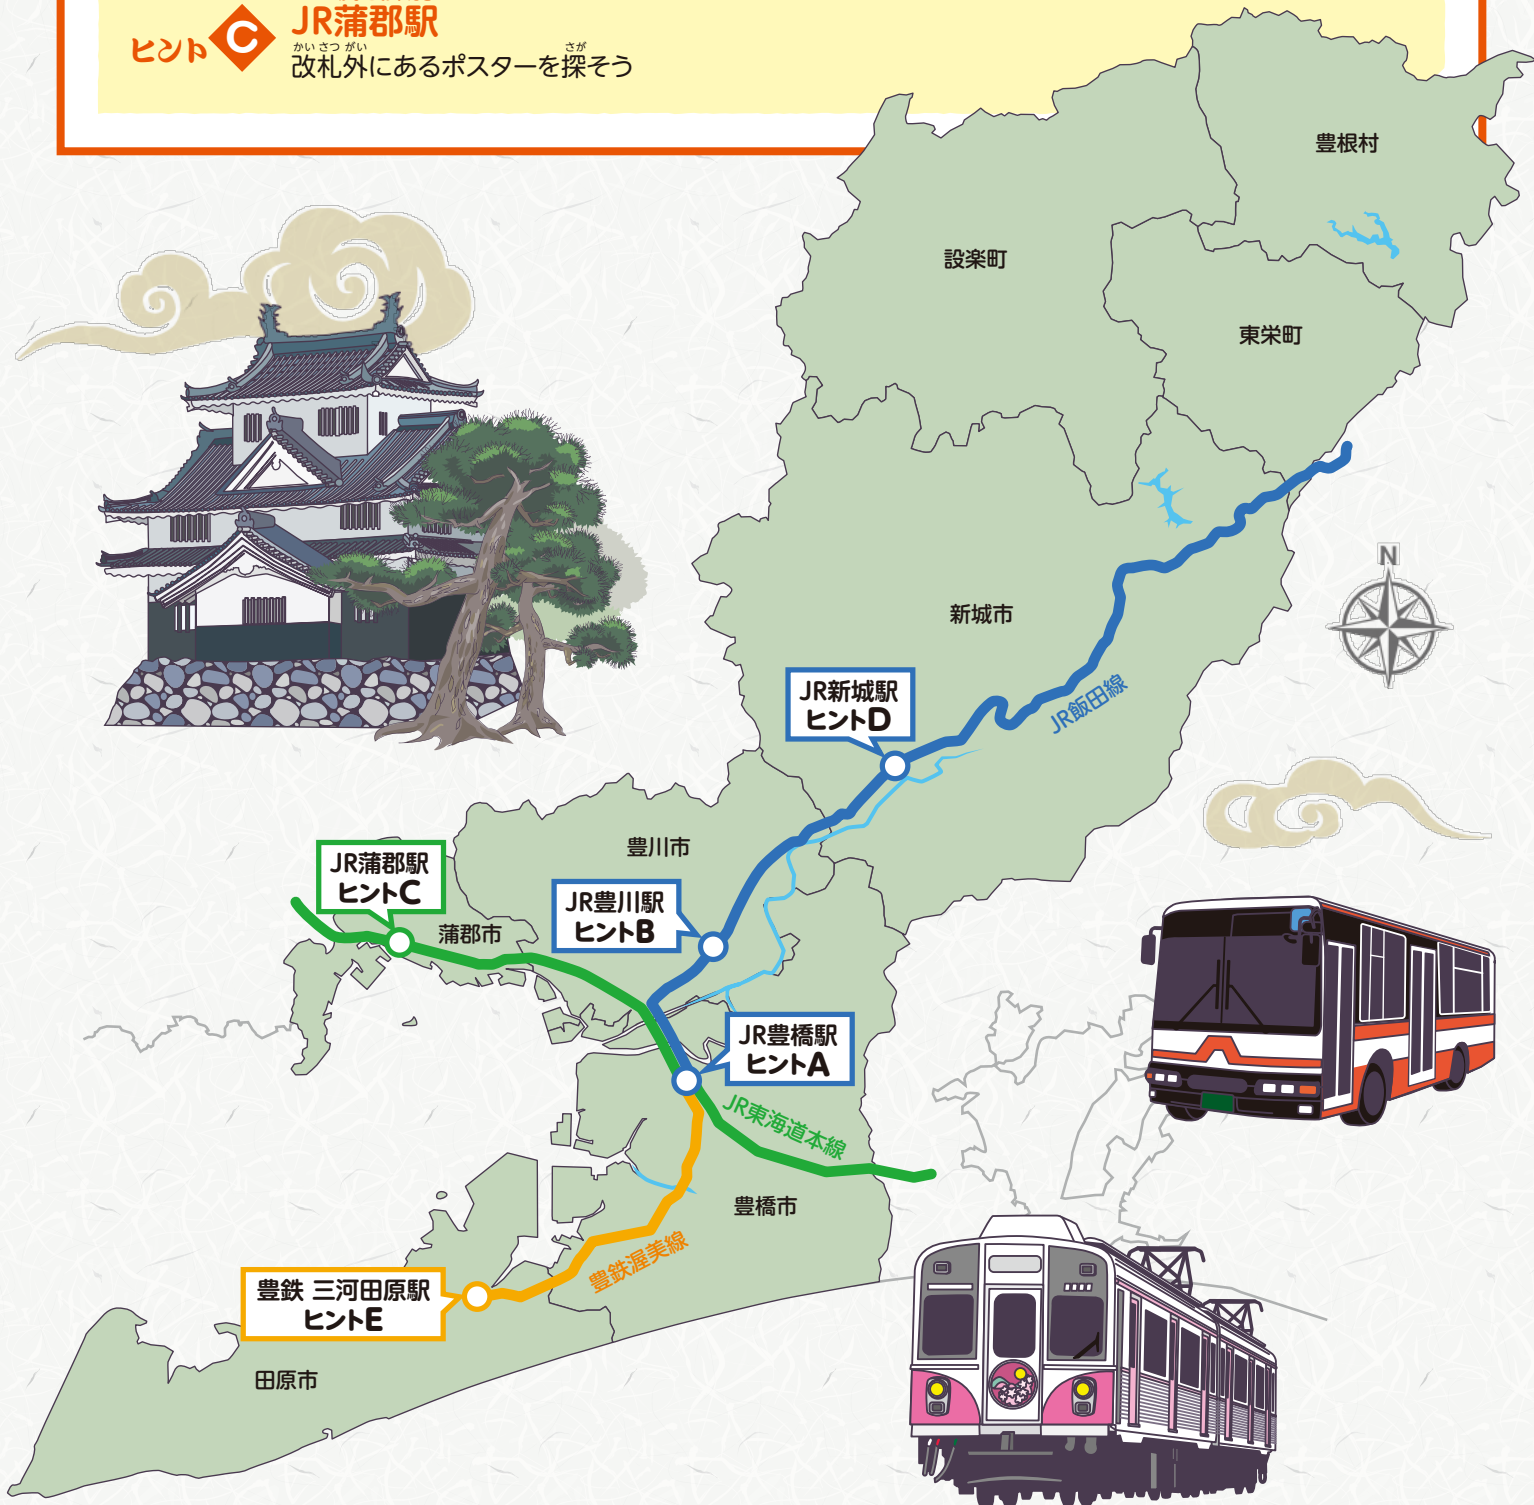 JR蒲郡駅
ヒントC
かいさつがい さが
改札外にあるポスターを探そう
豊根村
設楽町
東栄町
N
新城市
JR新城駅
ヒントD
JR飯田線
豊川市
JR蒲郡駅
ヒントC
JR豊川駅
ヒントB
蒲郡市
JR豊橋駅
ヒントA
JR東海道本線
豊橋市
豊鉄渥美線
豊鉄 三河田原駅
ヒントE
田原市